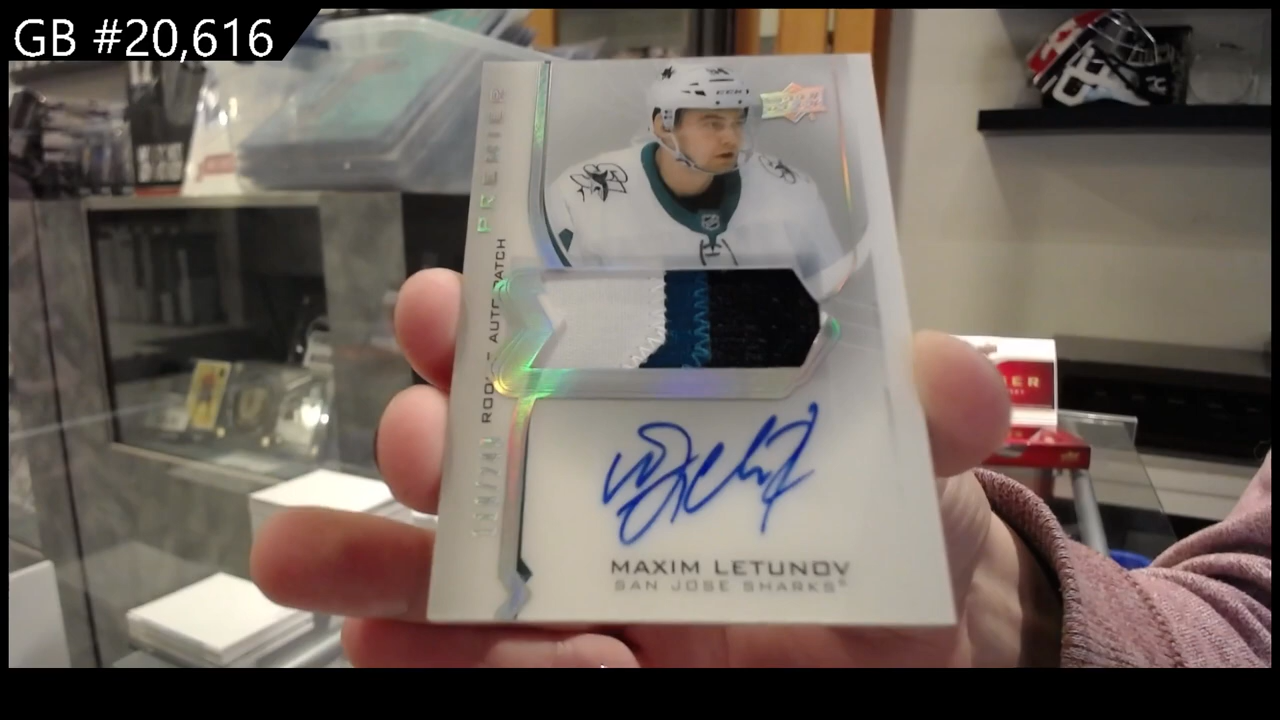 GB #20,616
PREMIER
ROOKIE AUTO PATCH
MAXIM LETUNOV
SAN JOSE SHARKS